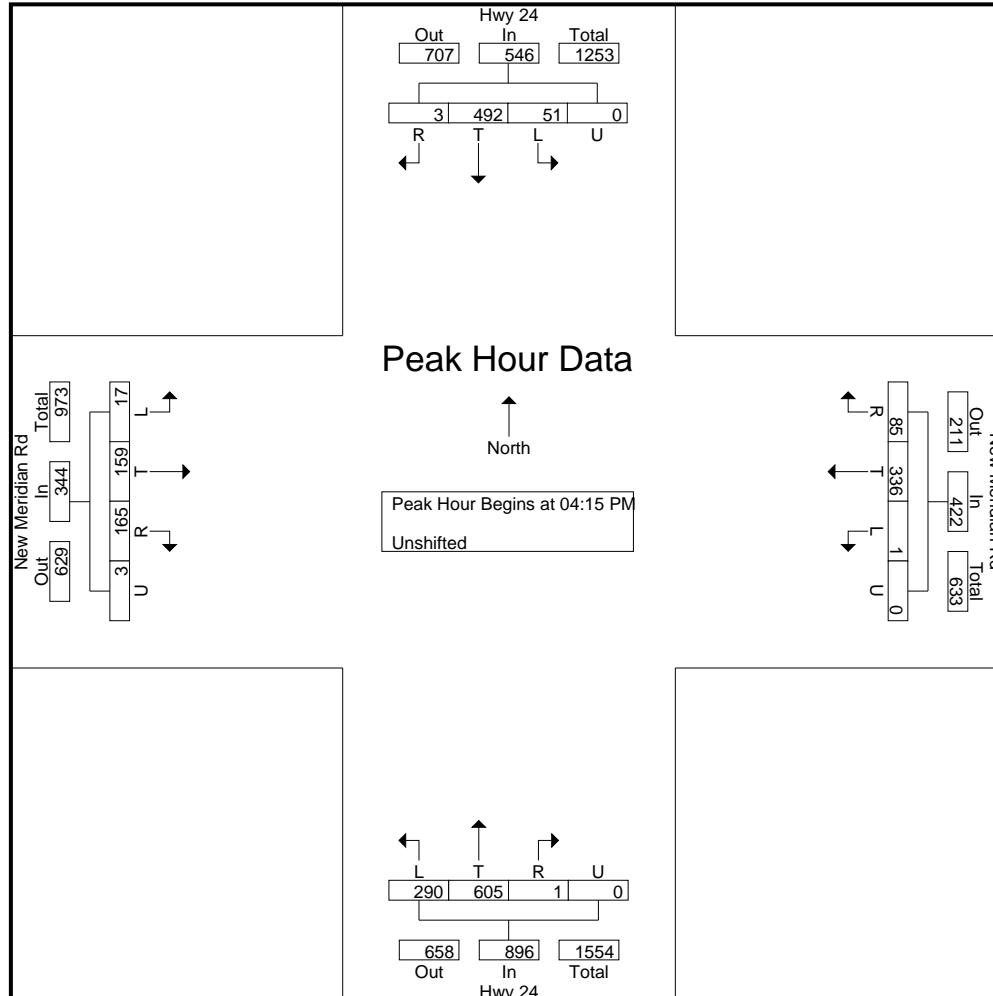 Hwy 24
Out In Total
707 546 1253
3 492 51 0
R T L U
Peak Hour Data
North
Peak Hour Begins at 04:15 PM
Unshifted
New Meridian Rd
Total In Out
973 344 629
17 159 165 3
L T R U
R T L U
85 336 1 0
Out In Total
211 422 633
New Meridian Rd
L T R U
290 605 1 0
658 896 1554
Out In Total
Hwy 24